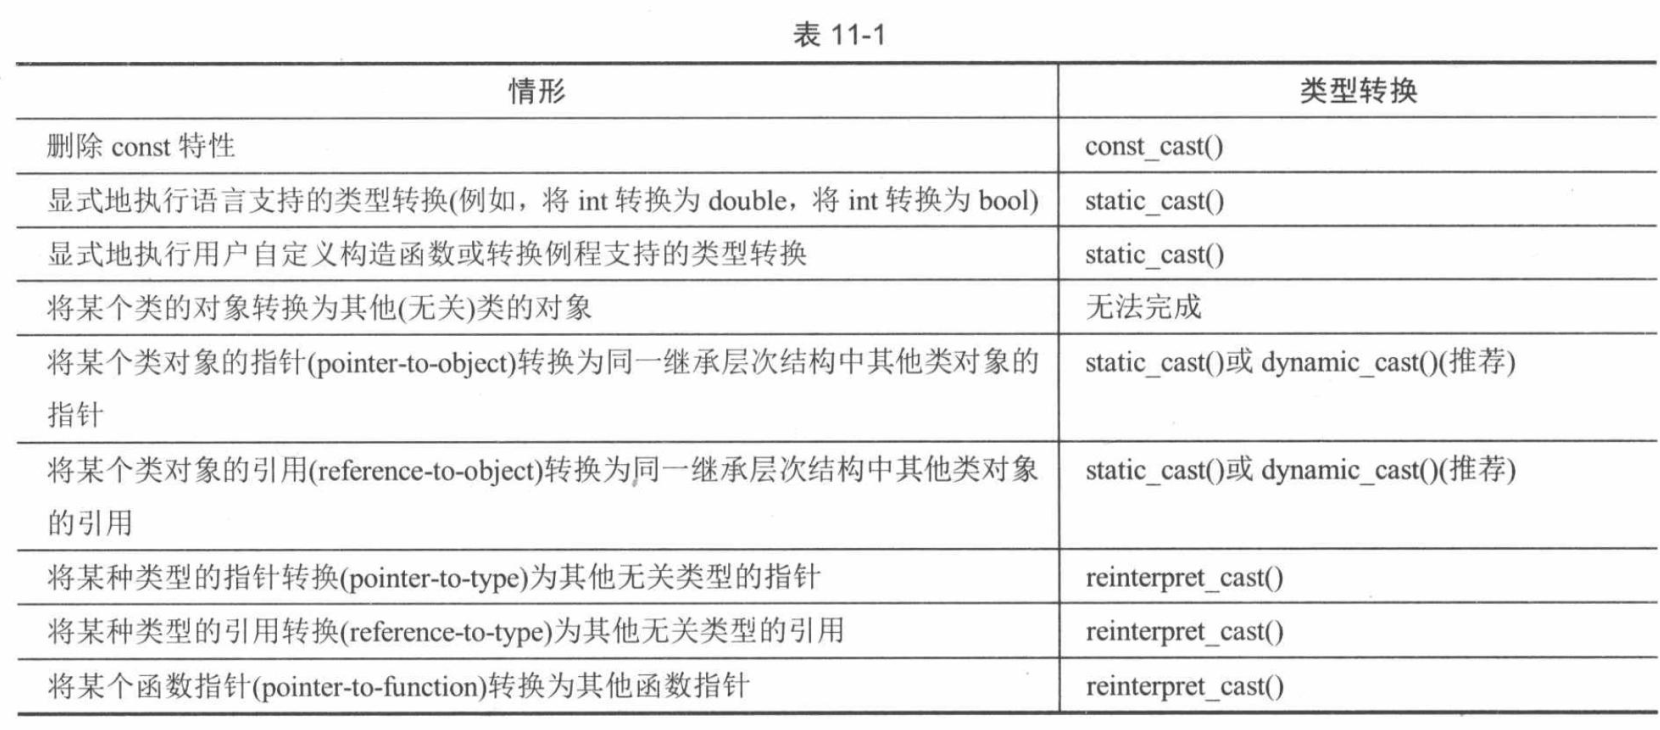 表 11-1
情形 类型转换
删除 const 特性 const_cast()
显式地执行语言支持的类型转换(例如，将 int 转换为 double，将 int 转换为 bool) static_cast()
显式地执行用户自定义构造函数或转换例程支持的类型转换 static_cast()
将某个类的对象转换为其他(无关)类的对象 无法完成
将某个类对象的指针(pointer-to-object)转换为同一继承层次结构中其他类对象的 static_cast()或 dynamic_cast()(推荐)
指针
将某个类对象的引用(reference-to-object)转换为同一继承层次结构中其他类对象 static_cast()或 dynamic_cast()(推荐)
的引用
将某种类型的指针转换(pointer-to-type)为其他无关类型的指针 reinterpret_cast()
将某种类型的引用转换(reference-to-type)为其他无关类型的引用 reinterpret_cast()
将某个函数指针(pointer-to-function)转换为其他函数指针 reinterpret_cast()